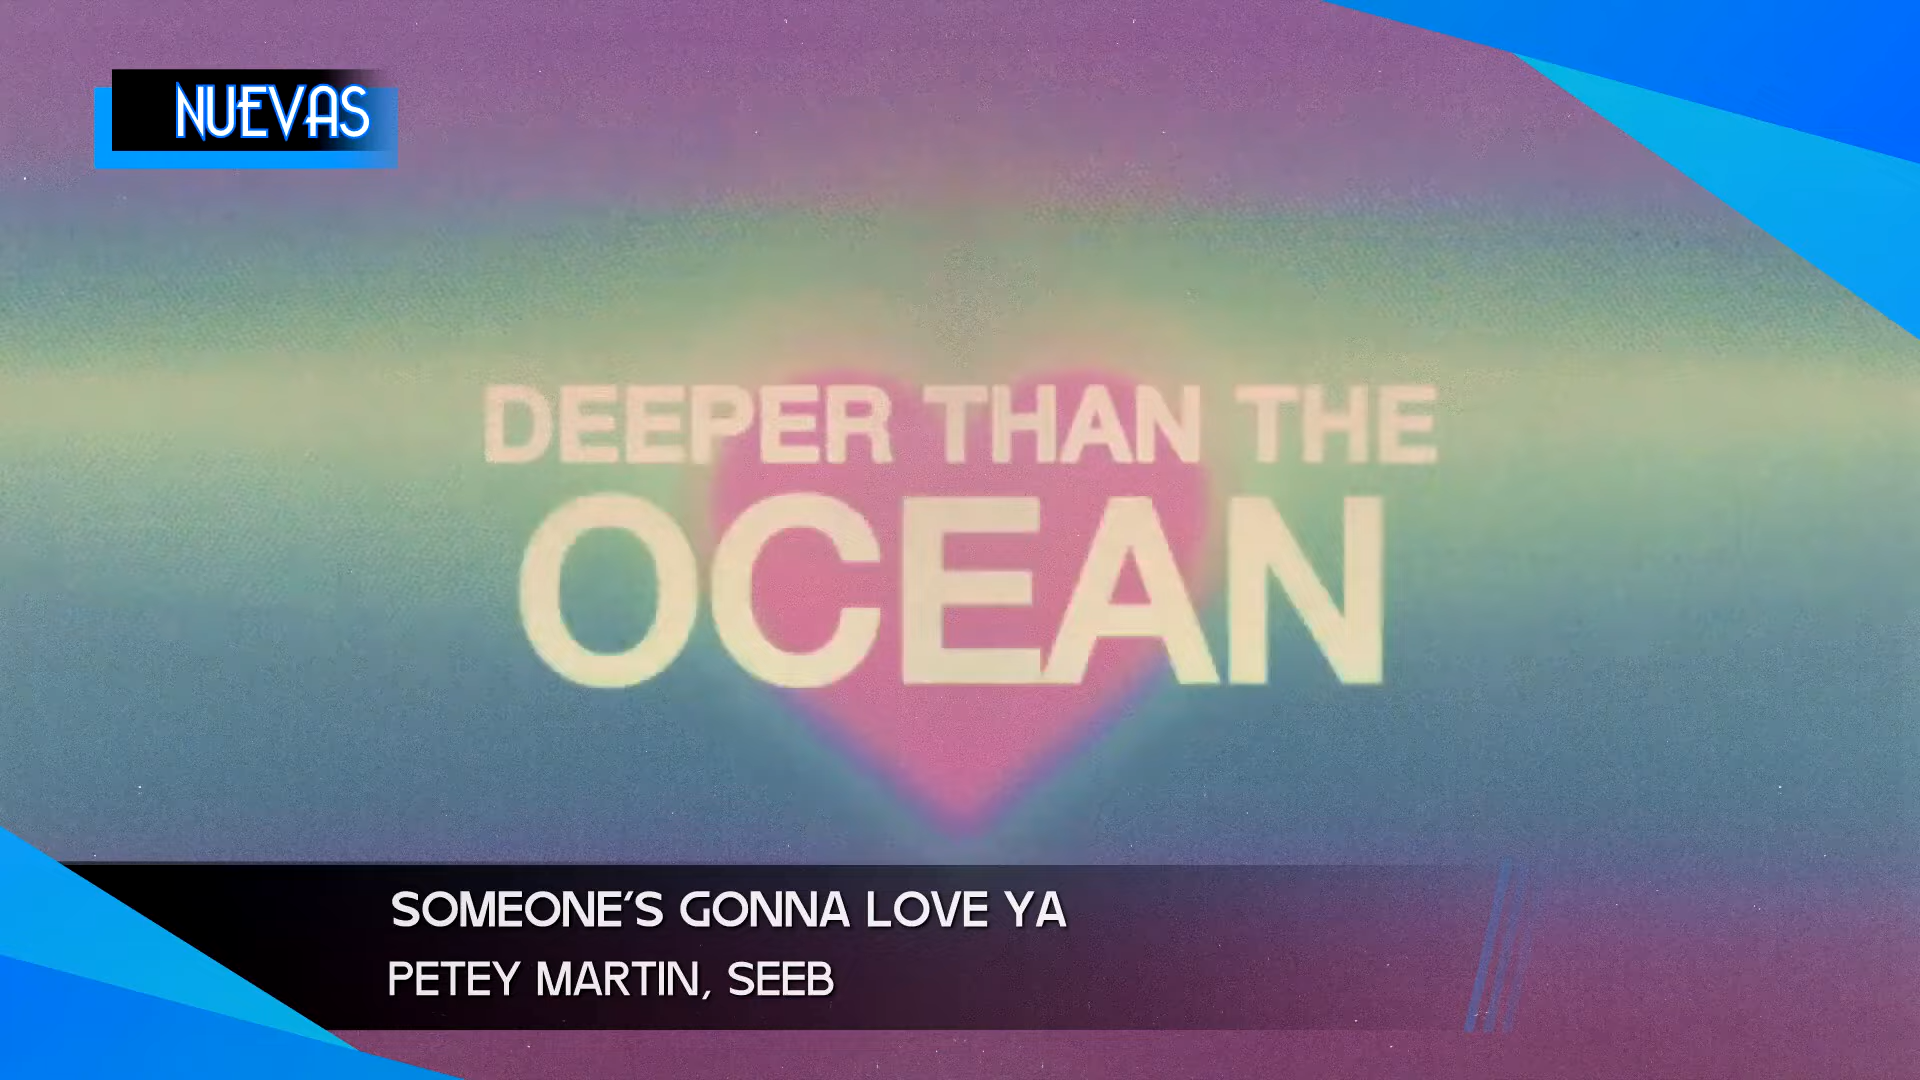 NUEVAS
DEEPER THAN THE
OCEAN
SOMEONE'S GONNA LOVE YA
PETEY MARTIN, SEEB